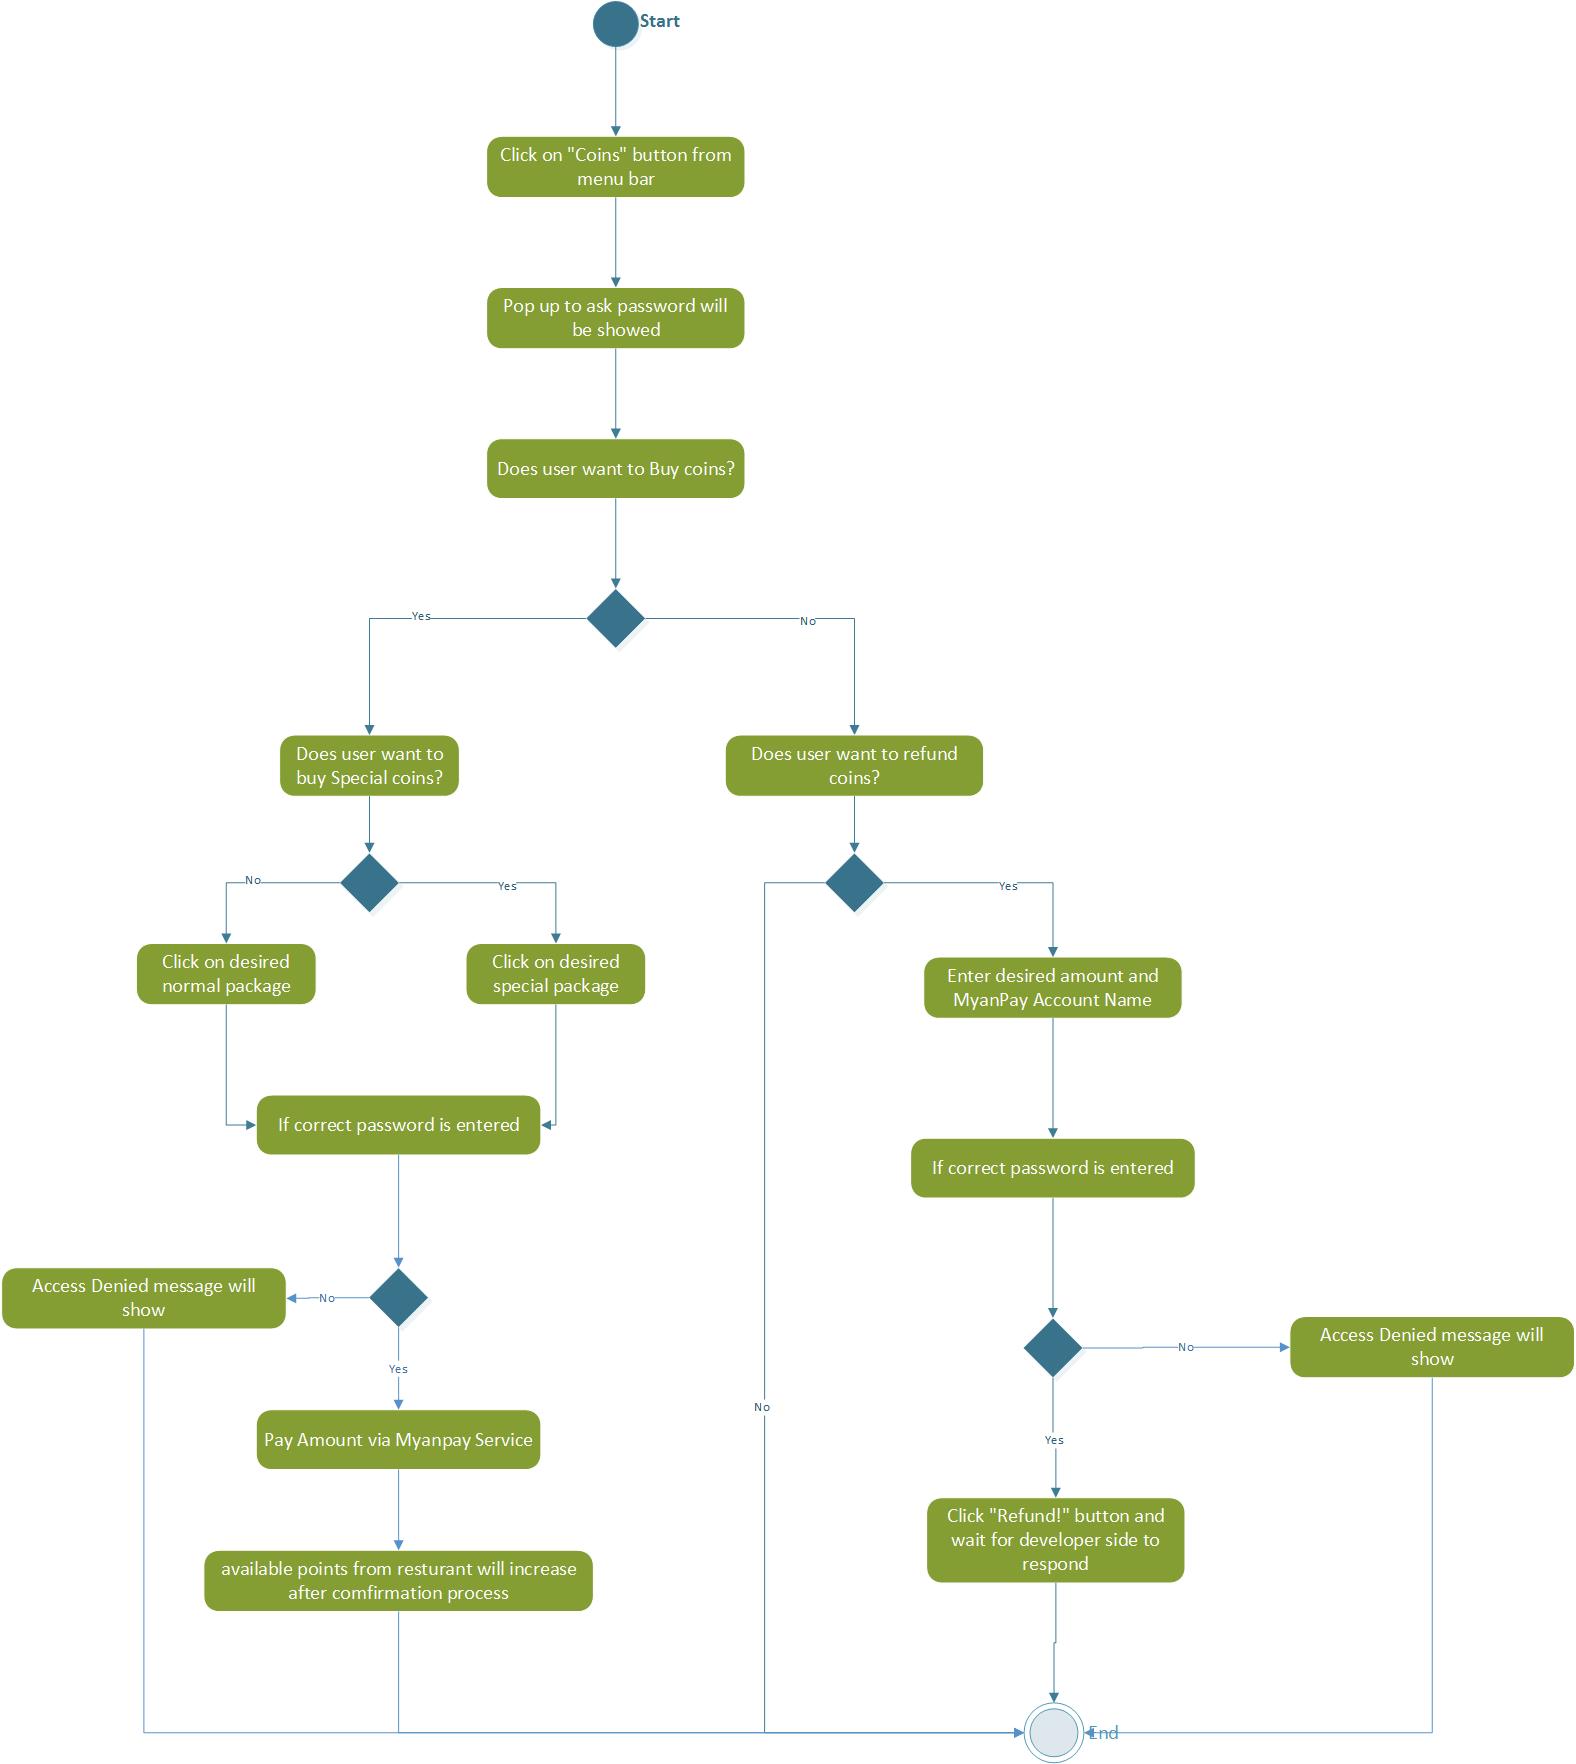 Start
Click on "Coins" button from
menu bar
Pop up to ask password will
be showed
Does user want to Buy coins?
Yes
No
Does user want to
buy Special coins?
Does user want to refund
coins?
No
Yes
Yes
Click on desired
normal package
Click on desired
special package
Enter desired amount and
MyanPay Account Name
If correct password is entered
If correct password is entered
Access Denied message will
show
No
Yes
No
Access Denied message will
show
No
Yes
Pay Amount via Myanpay Service
Click "Refund!" button and
wait for developer side to
respond
available points from resturant will increase
after comfirmation process
End